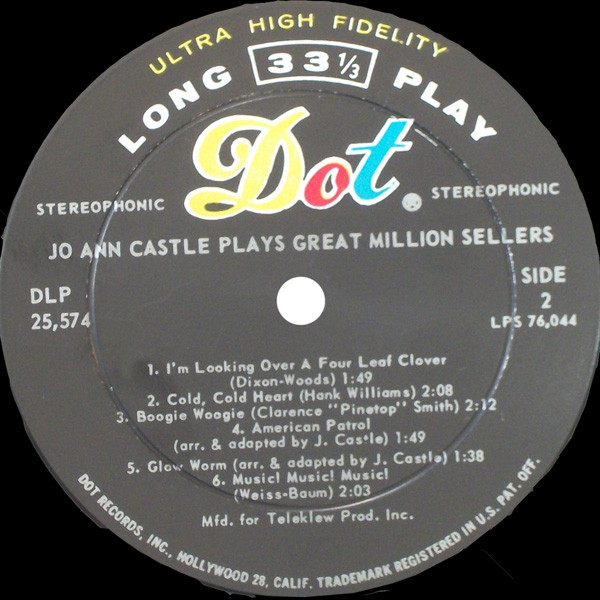 ULTRA HIGH FIDELITY
LONG 33 1/3 PLAY
Dot
STEREOPHONIC STEREOPHONIC
JO ANN CASTLE PLAYS GREAT MILLION SELLERS
DLP SIDE
25,574 2
LPS 76,044
1. I'm Looking Over A Four Leaf Clover
(Dixon-Woods) 1:49
2. Cold, Cold Heart (Hank Williams) 2:08
3. Boogie Woogie (Clarence "Pinetop" Smith) 2:12
4. American Patrol
(arr. & adapted by J. Castle) 1:49
5. Glow Worm (arr. & adapted by J. Castle) 1:38
6. Music! Music! Music!
(Weiss-Baum) 2:03
Mfd. for Teleklew Prod. Inc.
DOT RECORDS, INC., HOLLYWOOD 28, CALIF. TRADEMARK REGISTERED IN U.S. PAT. OFF.